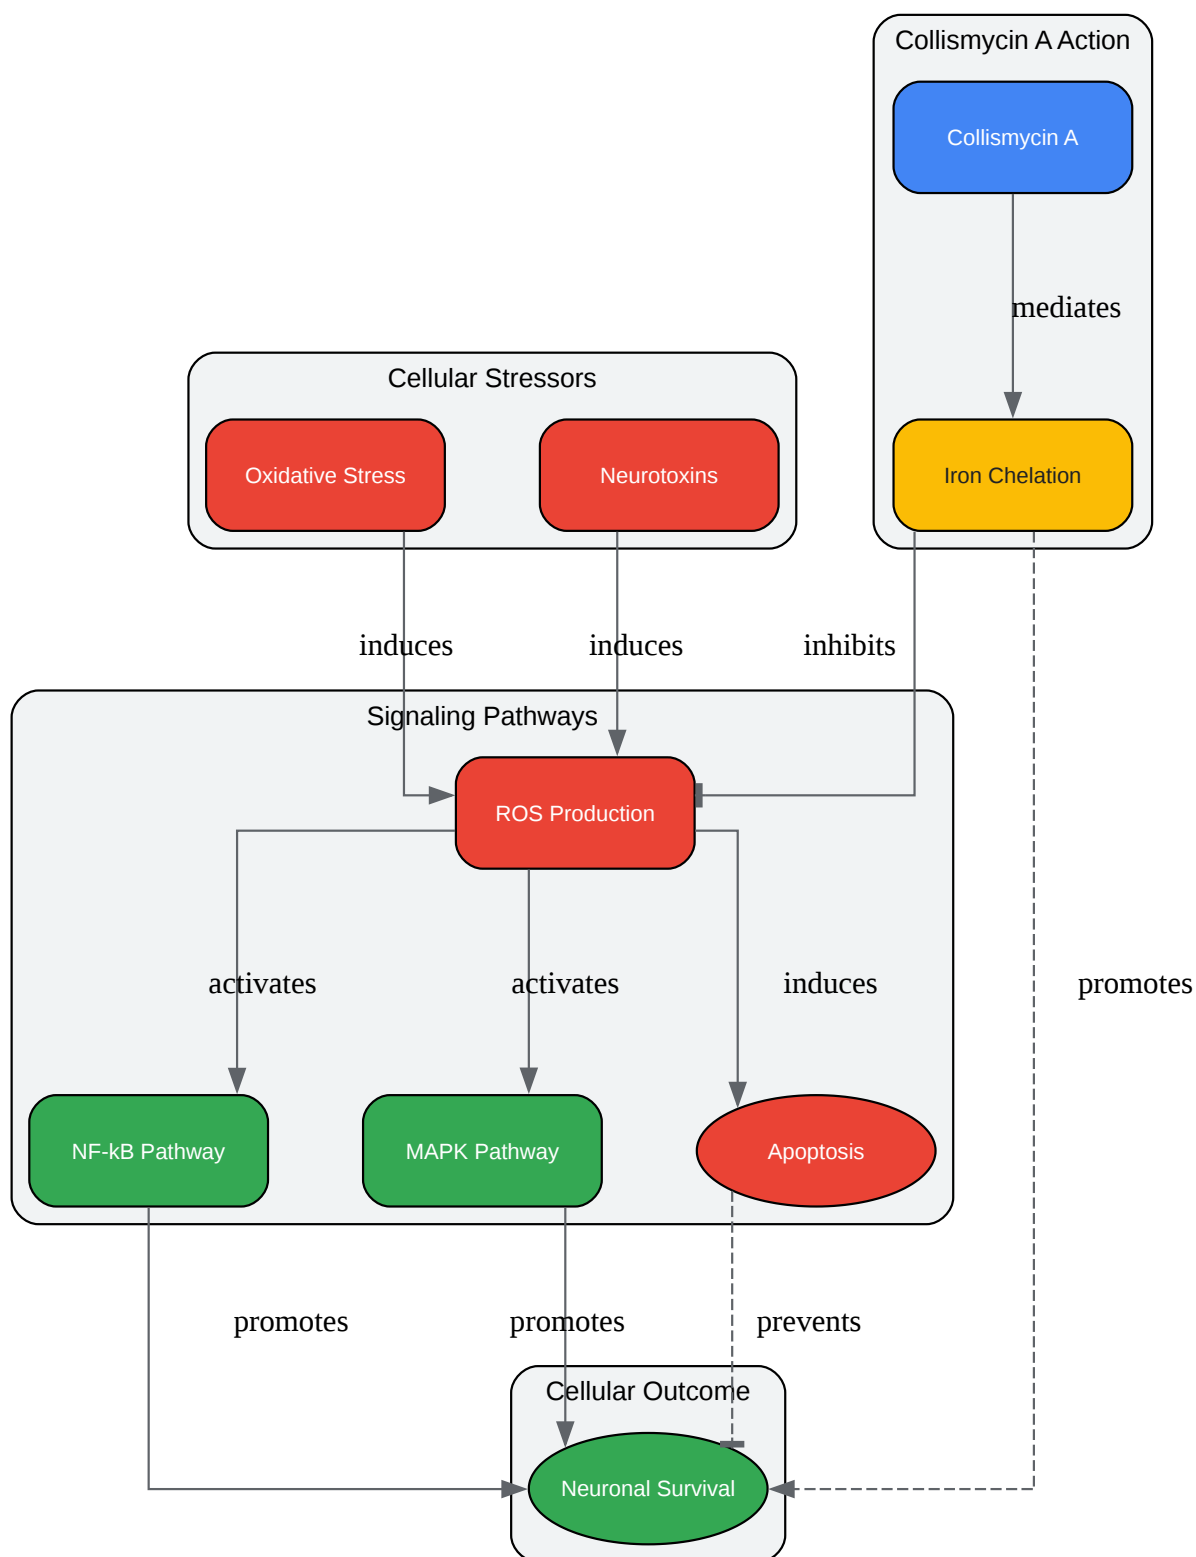 Collismycin A Action
Collismycin A
mediates
Cellular Stressors
Oxidative Stress
Neurotoxins
Iron Chelation
induces
induces
inhibits
Signaling Pathways
ROS Production
activates
activates
induces
promotes
NF-kB Pathway
MAPK Pathway
Apoptosis
promotes
promotes
prevents
Cellular Outcome
Neuronal Survival